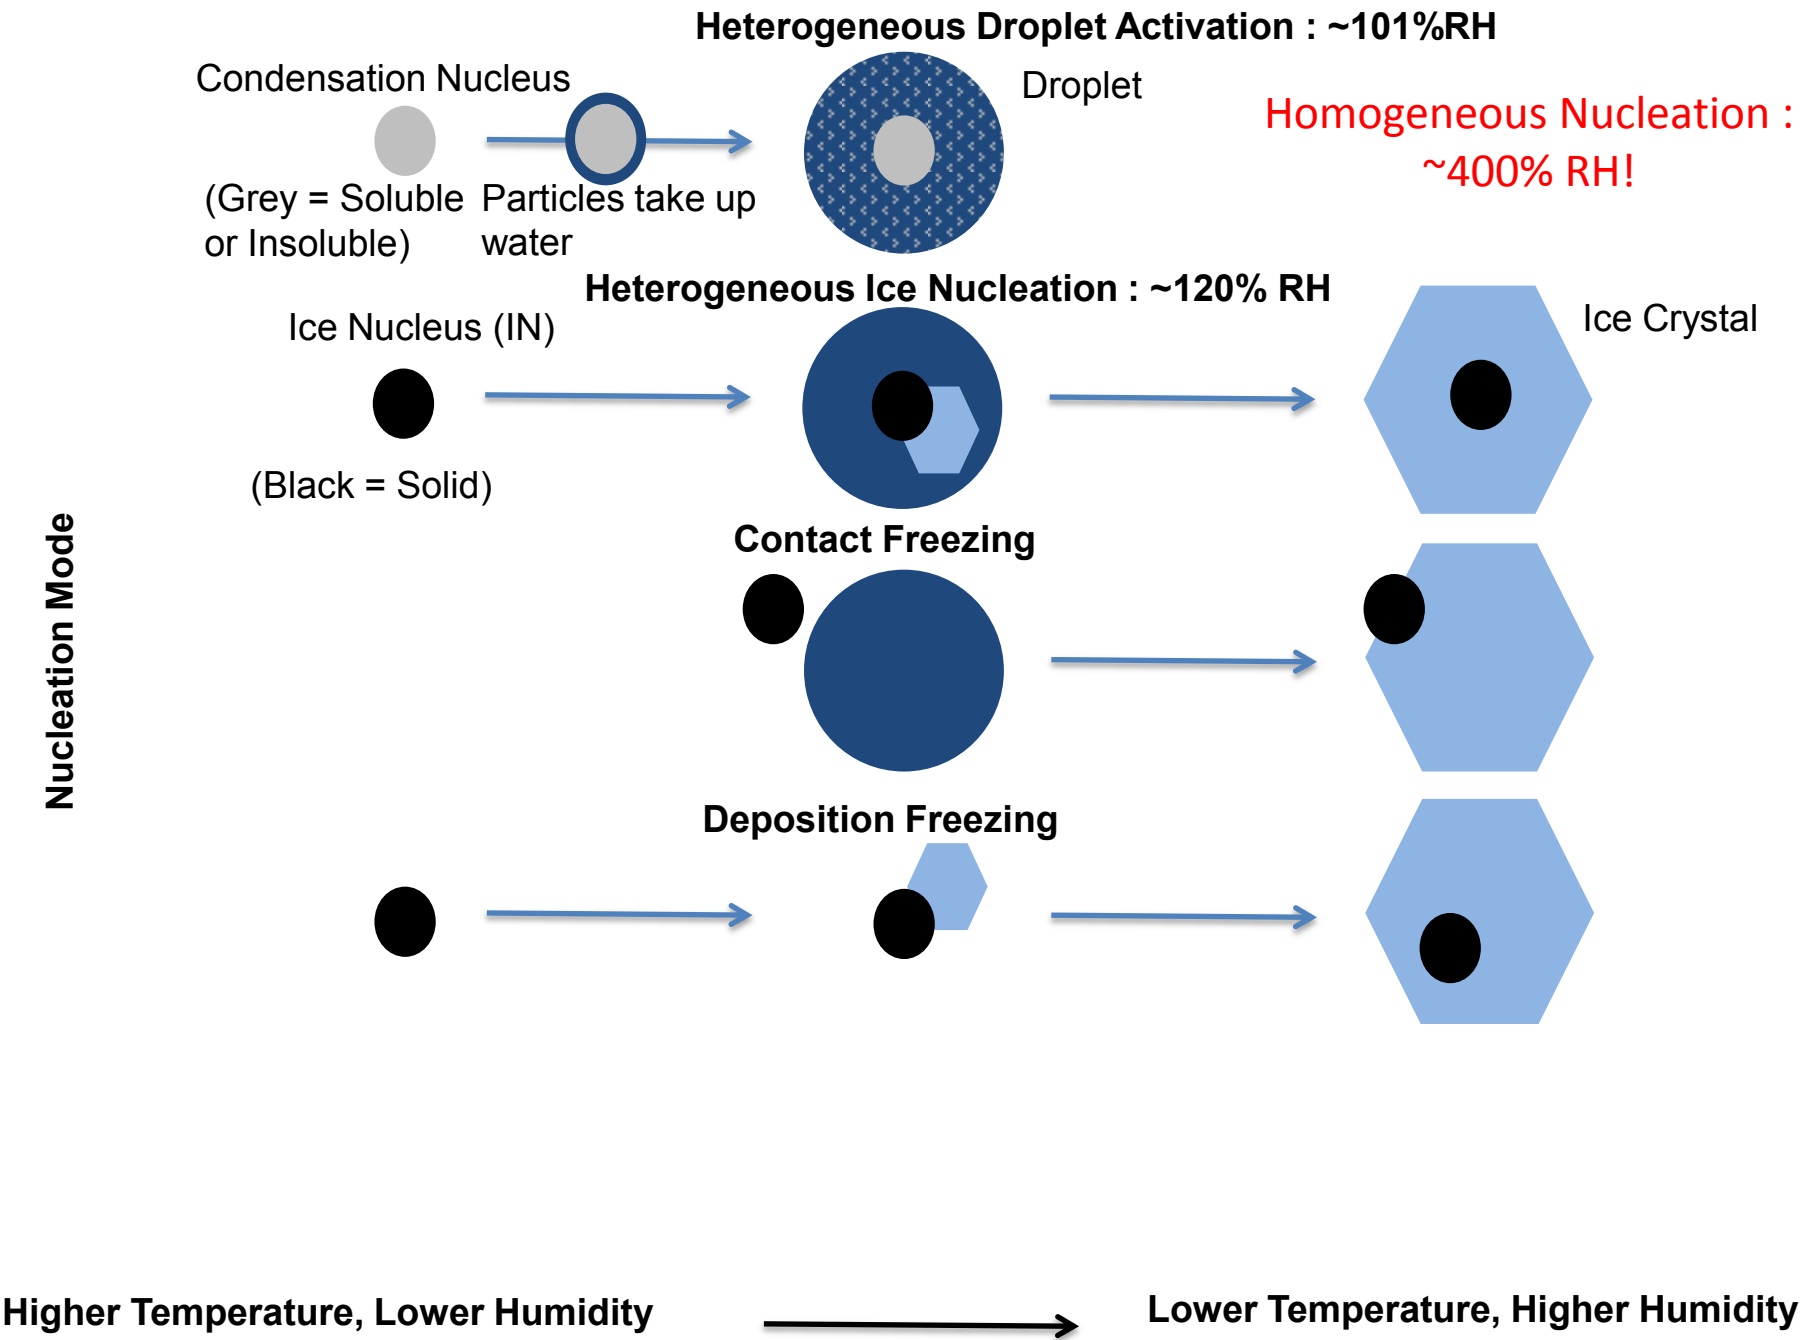 Heterogeneous Droplet Activation : ~101%RH
Condensation Nucleus
Droplet
Homogeneous Nucleation :
~400% RH!
(Grey = Soluble
or Insoluble)
Particles take up
water
Heterogeneous Ice Nucleation : ~120% RH
Ice Nucleus (IN)
Ice Crystal
(Black = Solid)
Contact Freezing
Nucleation Mode
Deposition Freezing
Higher Temperature, Lower Humidity
Lower Temperature, Higher Humidity